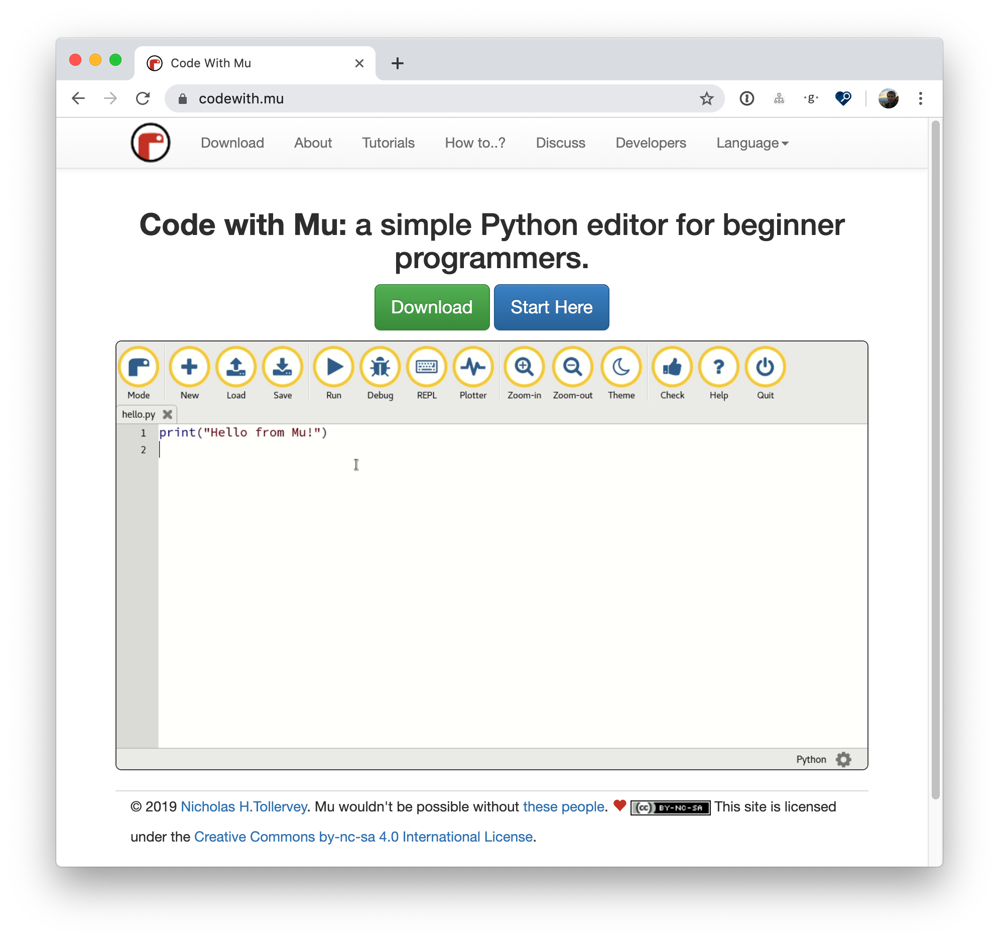 Code With Mu
codewith.mu
·g·
Download About Tutorials How to..? Discuss Developers Language
Code with Mu: a simple Python editor for beginner
programmers.
Download Start Here
Mode New Load Save Run Debug REPL Plotter Zoom-in Zoom-out Theme Check Help Quit
hello.py
1 print("Hello from Mu!")
2
Python
© 2019 Nicholas H.Tollervey. Mu wouldn't be possible without these people. ♥ (cc) BY-NC-SA This site is licensed
under the Creative Commons by-nc-sa 4.0 International License.